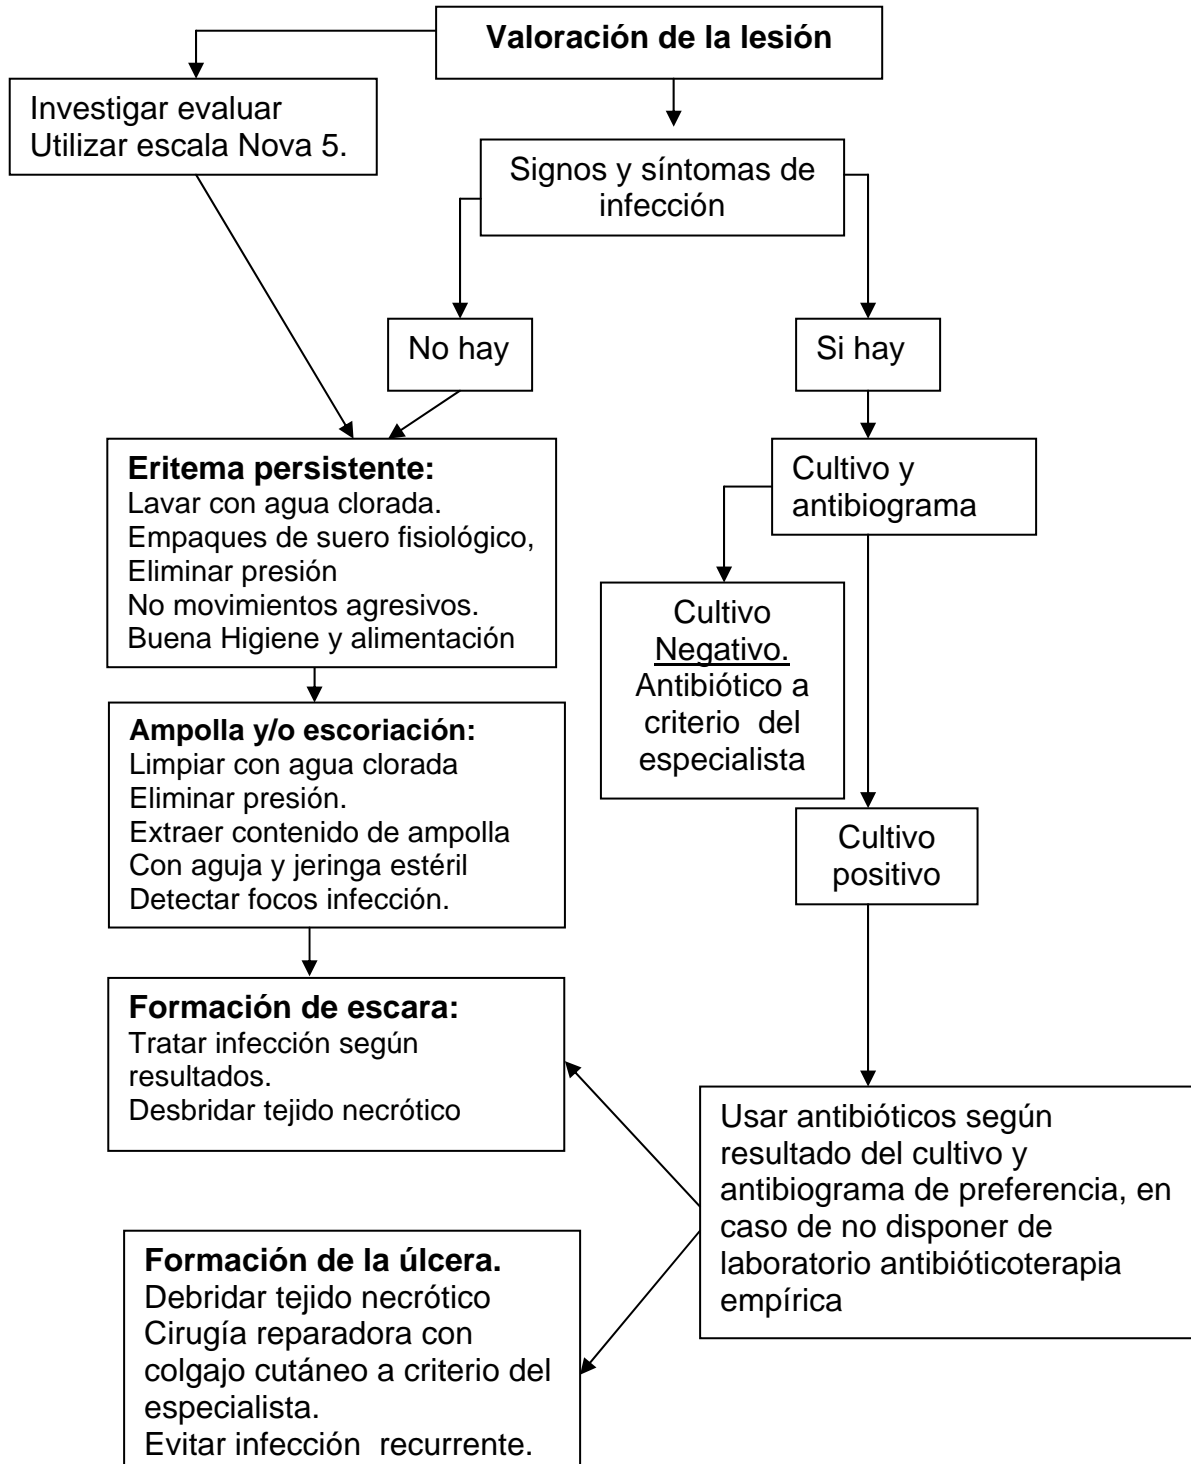 Valoración de la lesión
Investigar evaluar
Utilizar escala Nova 5.
Signos y síntomas de
infección
No hay
Si hay
Eritema persistente:
Lavar con agua clorada.
Empaques de suero fisiológico,
Eliminar presión
No movimientos agresivos.
Buena Higiene y alimentación
Cultivo y
antibiograma
Cultivo
Negativo.
Antibiótico a
criterio del
especialista
Ampolla y/o escoriación:
Limpiar con agua clorada
Eliminar presión.
Extraer contenido de ampolla
Con aguja y jeringa estéril
Detectar focos infección.
Cultivo
positivo
Formación de escara:
Tratar infección según
resultados.
Desbridar tejido necrótico
Usar antibióticos según
resultado del cultivo y
antibiograma de preferencia, en
caso de no disponer de
laboratorio antibióticoterapia
empírica
Formación de la úlcera.
Debridar tejido necrótico
Cirugía reparadora con
colgajo cutáneo a criterio del
especialista.
Evitar infección recurrente.